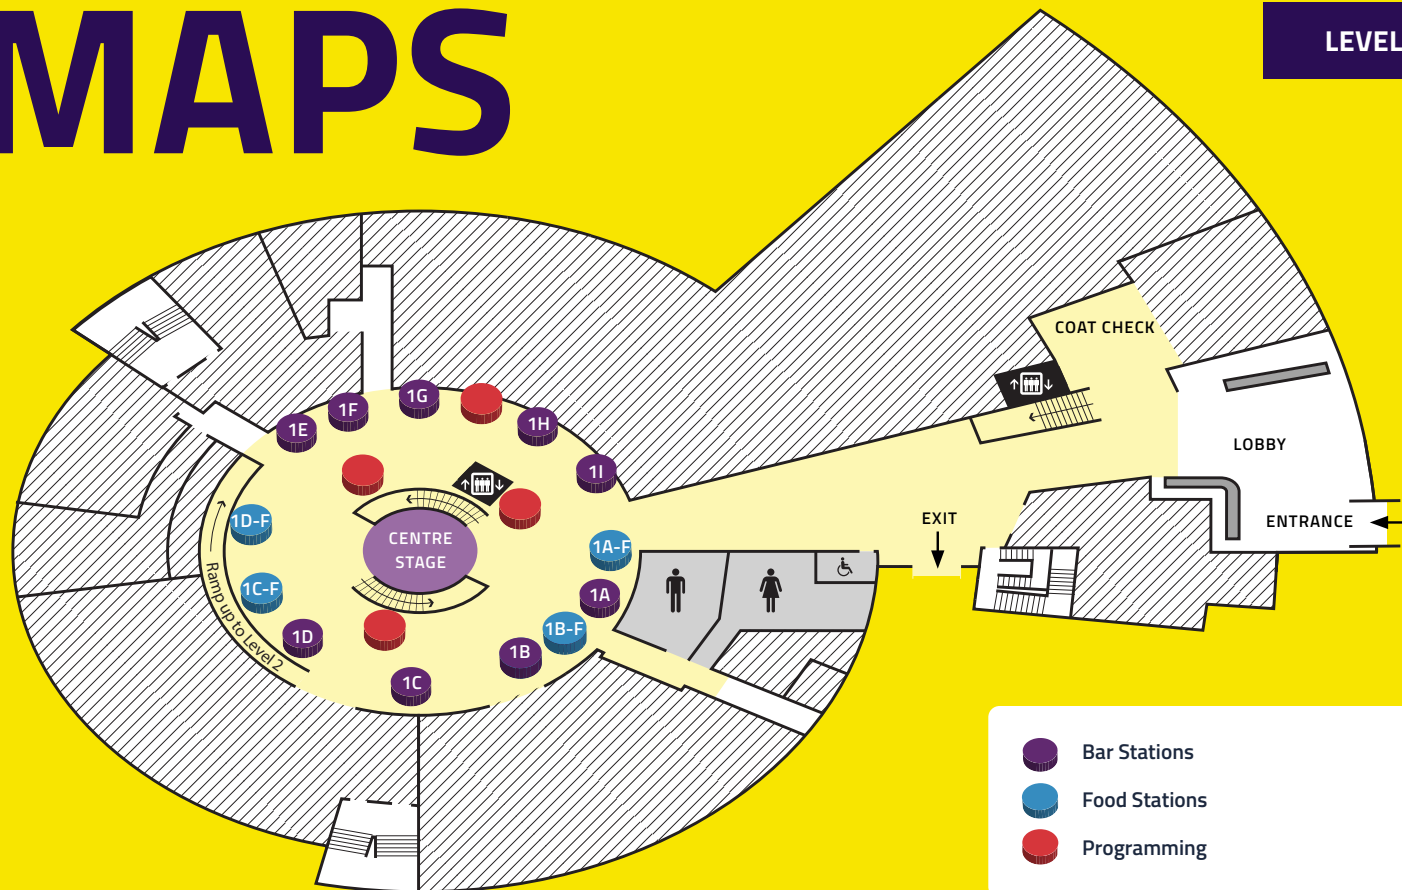 MAPS
LEVEL
COAT CHECK
LOBBY
ENTRANCE
EXIT
1G
1F
1H
1E
1I
1D-F
CENTRE
STAGE
1A-F
1C-F
1A
Ramp up to Level 2
1B-F
1D
1B
1C
Bar Stations
Food Stations
Programming